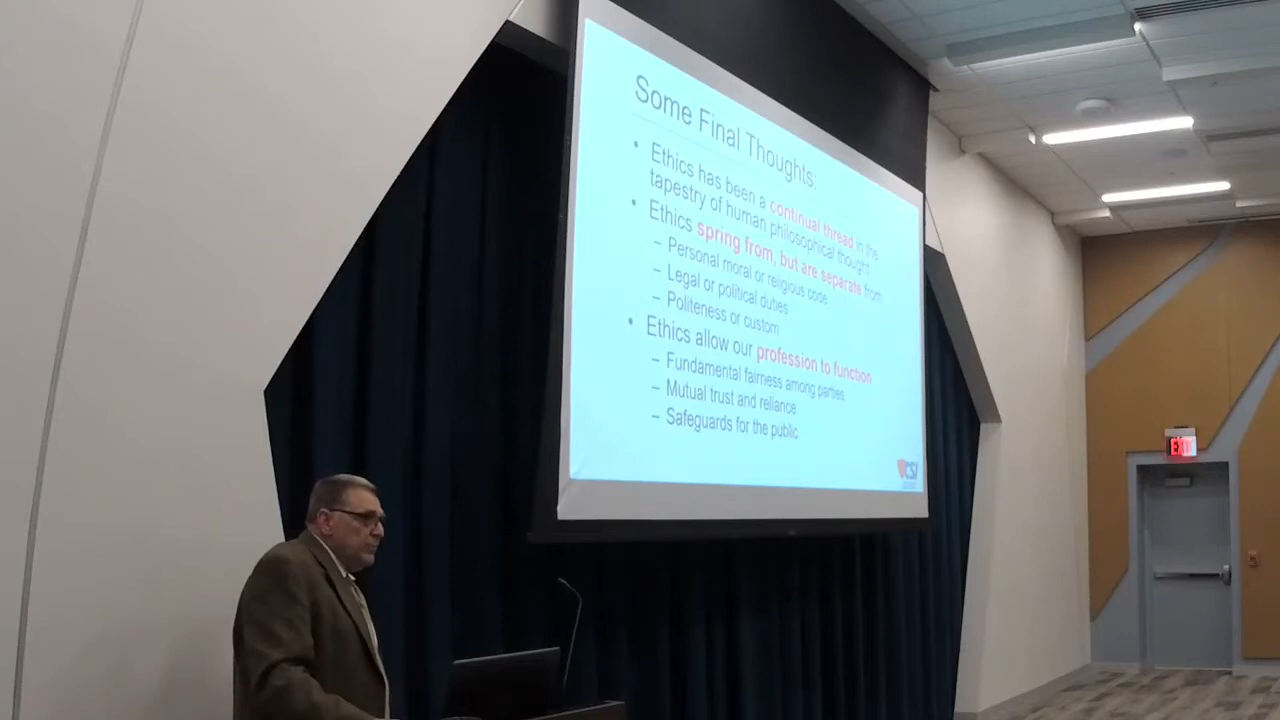 Some Final Thoughts:
• Ethics has been a continual thread in the
tapestry of human philosophical thought
• Ethics spring from, but are separate from
– Personal moral or religious code
– Legal or political duties
– Politeness or custom
• Ethics allow our profession to function
– Fundamental fairness among parties
– Mutual trust and reliance
– Safeguards for the public
CSI
EXIT